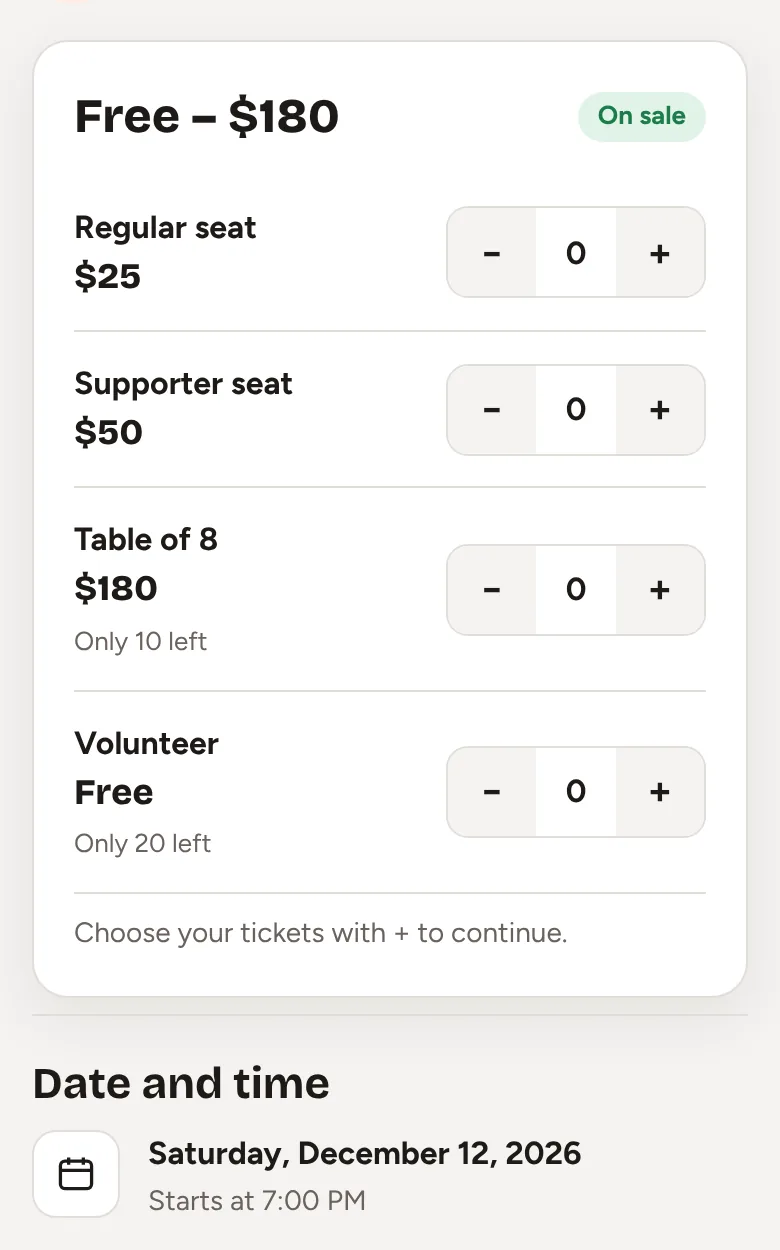 Free – $180
On sale
Regular seat
$25
− 0 +
Supporter seat
$50
− 0 +
Table of 8
$180
Only 10 left
− 0 +
Volunteer
Free
Only 20 left
− 0 +
Choose your tickets with + to continue.
Date and time
Saturday, December 12, 2026
Starts at 7:00 PM